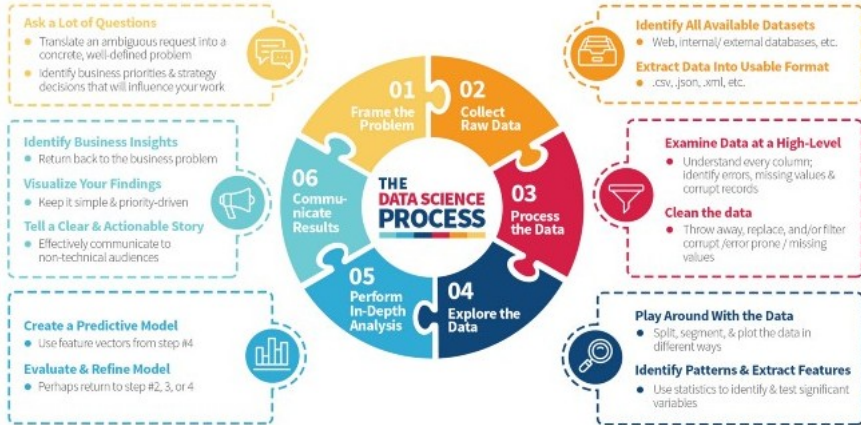 Ask a Lot of Questions
• Translate an ambiguous request into a
concrete, well-defined problem
• Identify business priorities & strategy
decisions that will influence your work
Identify All Available Datasets
• Web, internal/ external databases, etc.
Extract Data Into Usable Format
• .csv, .json, .xml, etc.
01
Frame the
Problem
02
Collect
Raw Data
Identify Business Insights
• Return back to the business problem
Visualize Your Findings
• Keep it simple & priority-driven
Tell a Clear & Actionable Story
• Effectively communicate to
non-technical audiences
06
Commu-
nicate
Results
THE
DATA SCIENCE
PROCESS
03
Process
the Data
Examine Data at a High-Level
• Understand every column;
identify errors, missing values &
corrupt records
Clean the data
• Throw away, replace, and/or filter
corrupt /error prone / missing
values
05
Perform
In-Depth
Analysis
04
Explore the
Data
Create a Predictive Model
• Use feature vectors from step #4
Evaluate & Refine Model
• Perhaps return to step #2, 3, or 4
Play Around With the Data
• Split, segment, & plot the data in
different ways
Identify Patterns & Extract Features
• Use statistics to identify & test significant
variables